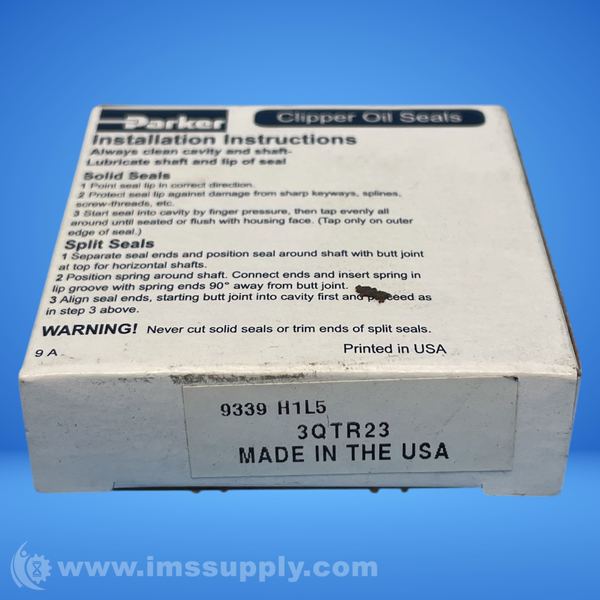 Parker
Clipper Oil Seals
Installation Instructions
Always clean cavity and shaft-
Lubricate shaft and lip of seal
Solid Seals
1 Point seal lip in correct direction.
2 Protect seal lip against damage from sharp keyways, splines,
screw-threads, etc.
3 Start seal into cavity by finger pressure, then tap evenly all
around until seated or flush with housing face. (Tap only on outer
edge of seal.)
Split Seals
1 Separate seal ends and position seal around shaft with butt joint
at top for horizontal shafts.
2 Position spring around shaft. Connect ends and insert spring in
lip groove with spring ends 90° away from butt joint.
3 Align seal ends, starting butt joint into cavity first and proceed as
in step 3 above.
WARNING! Never cut solid seals or trim ends of split seals.
9 A
Printed in USA
9339 H1L5
3QTR23
MADE IN THE USA
www.imssupply.com